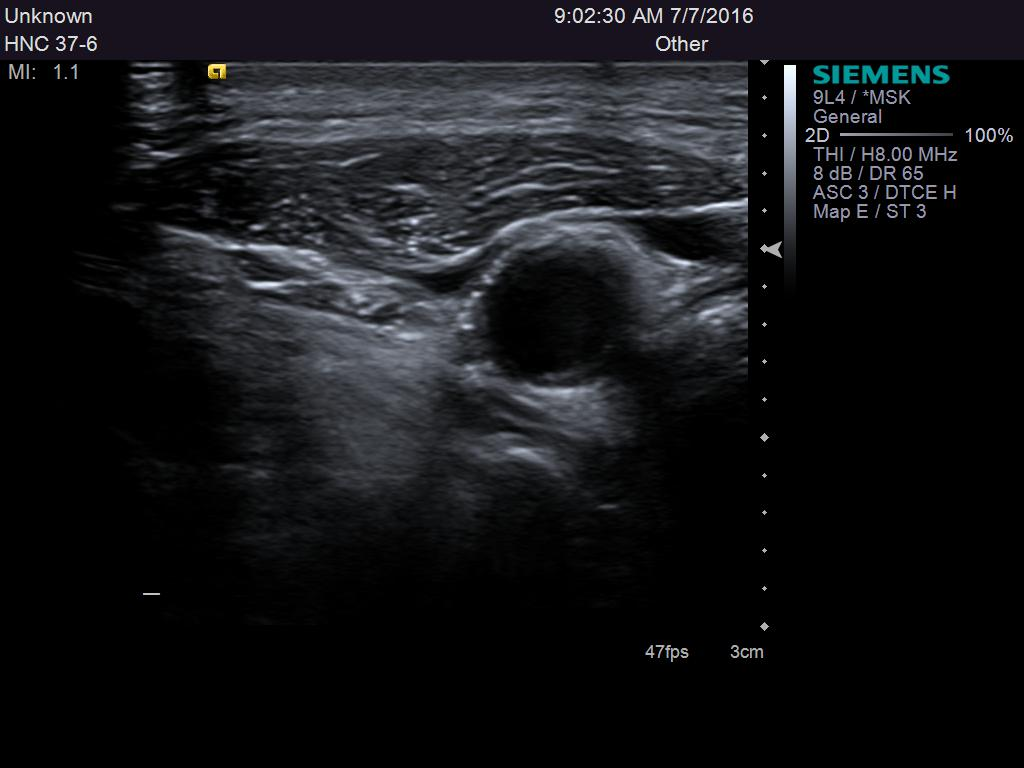 Unknown
9:02:30 AM 7/7/2016
HNC 37-6
Other
MI: 1.1
SIEMENS
9L4 / *MSK
General
2D 100%
THI / H8.00 MHz
8 dB / DR 65
ASC 3 / DTCE H
Map E / ST 3
47fps 3cm